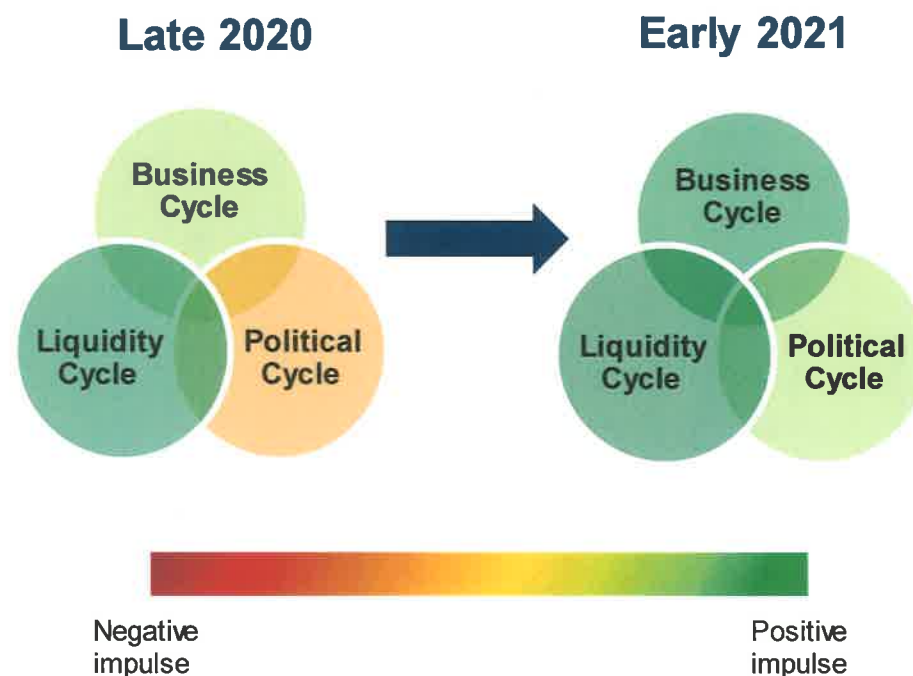 Late 2020
Early 2021
Business
Cycle
Liquidity
Cycle
Political
Cycle
Business
Cycle
Liquidity
Cycle
Political
Cycle
Negative
impulse
Positive
impulse